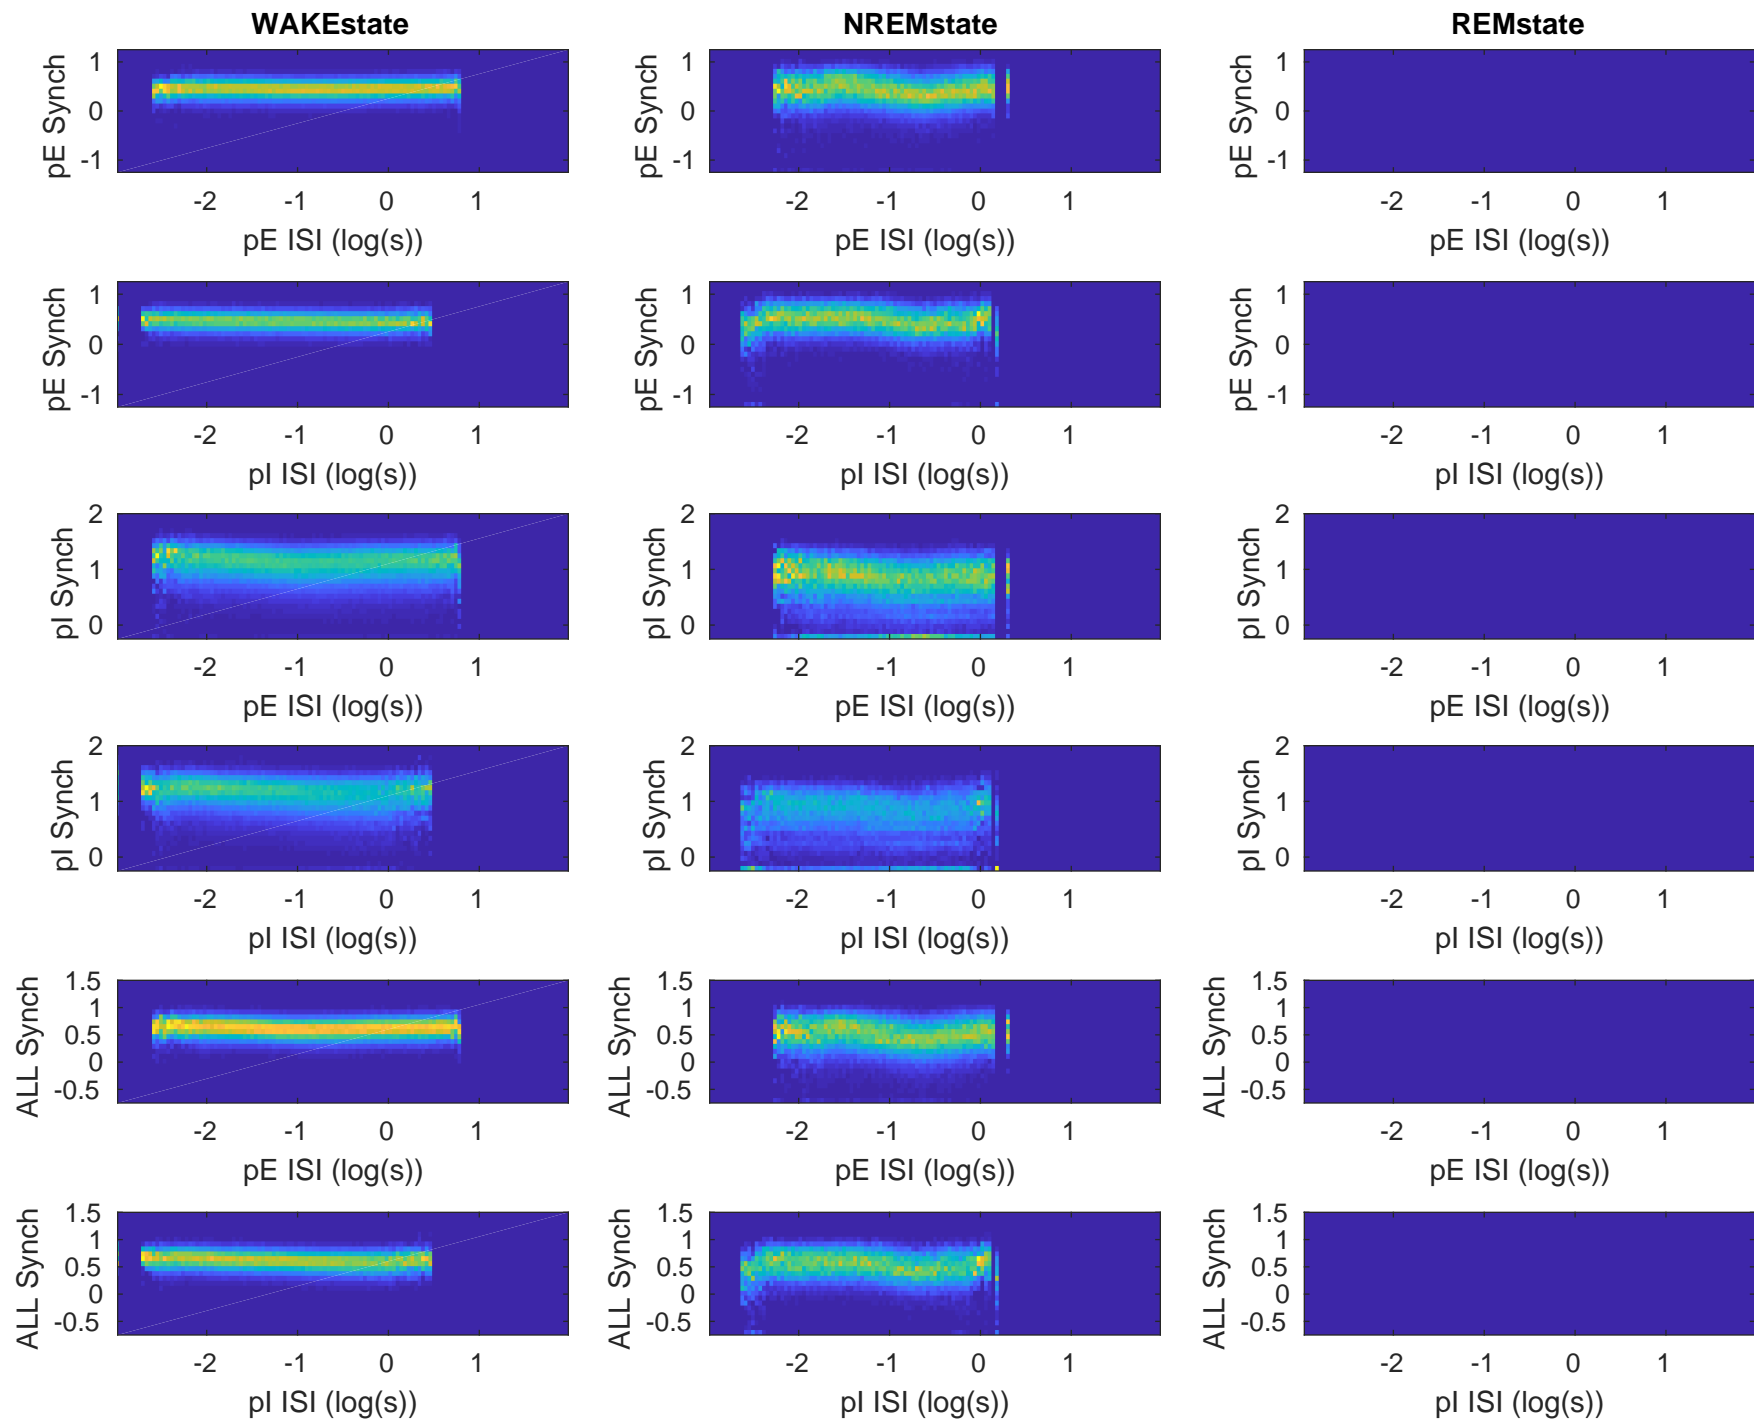 WAKEstate NREMstate REMstate
1 1 1
pE Synch pE Synch pE Synch
0 0 0
-1 -1 -1
-2 -1 0 1 -2 -1 0 1 -2 -1 0 1
pE ISI (log(s)) pE ISI (log(s)) pE ISI (log(s))
1 1 1
pE Synch pE Synch pE Synch
0 0 0
-1 -1 -1
-2 -1 0 1 -2 -1 0 1 -2 -1 0 1
pI ISI (log(s)) pI ISI (log(s)) pI ISI (log(s))
2 2 2
pI Synch pI Synch pI Synch
1 1 1
0 0 0
-2 -1 0 1 -2 -1 0 1 -2 -1 0 1
pE ISI (log(s)) pE ISI (log(s)) pE ISI (log(s))
2 2 2
pI Synch pI Synch pI Synch
1 1 1
0 0 0
-2 -1 0 1 -2 -1 0 1 -2 -1 0 1
pI ISI (log(s)) pI ISI (log(s)) pI ISI (log(s))
1.5 1.5 1.5
ALL Synch ALL Synch ALL Synch
1 1 1
0.5 0.5 0.5
0 0 0
-0.5 -0.5 -0.5
-2 -1 0 1 -2 -1 0 1 -2 -1 0 1
pE ISI (log(s)) pE ISI (log(s)) pE ISI (log(s))
1.5 1.5 1.5
ALL Synch ALL Synch ALL Synch
1 1 1
0.5 0.5 0.5
0 0 0
-0.5 -0.5 -0.5
-2 -1 0 1 -2 -1 0 1 -2 -1 0 1
pI ISI (log(s)) pI ISI (log(s)) pI ISI (log(s))